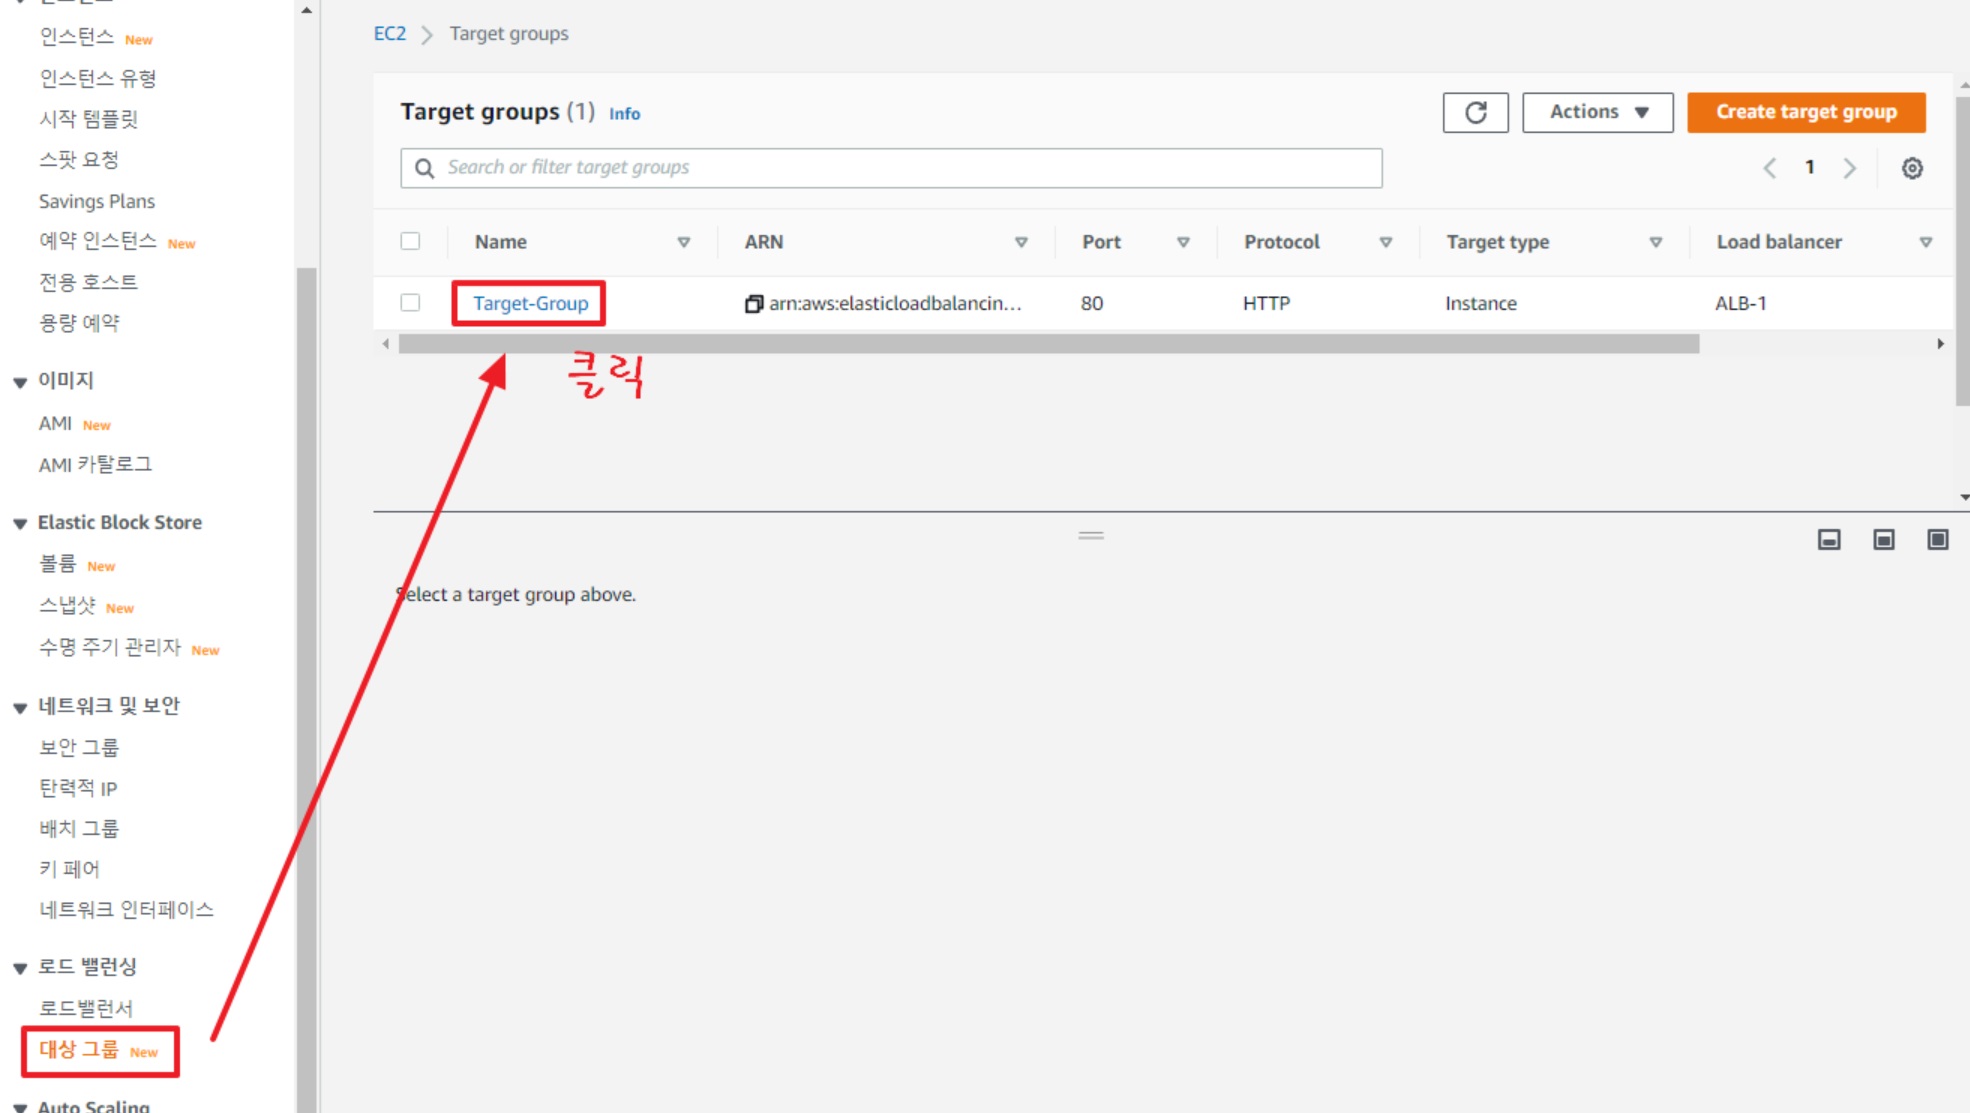 인스턴스 New
인스턴스 유형
시작 템플릿
스팟 요청
Savings Plans
예약 인스턴스 New
전용 호스트
용량 예약
이미지
AMI New
AMI 카탈로그
Elastic Block Store
볼륨 New
스냅샷 New
수명 주기 관리자 New
네트워크 및 보안
보안 그룹
탄력적 IP
배치 그룹
키 페어
네트워크 인터페이스
로드 밸런싱
로드밸런서
대상 그룹 New
Auto Scaling
EC2 > Target groups
Target groups (1) Info
Actions
Create target group
Search or filter target groups
1
Name ARN Port Protocol Target type Load balancer
Target-Group arn:aws:elasticloadbalancin... 80 HTTP Instance ALB-1
클릭
Select a target group above.